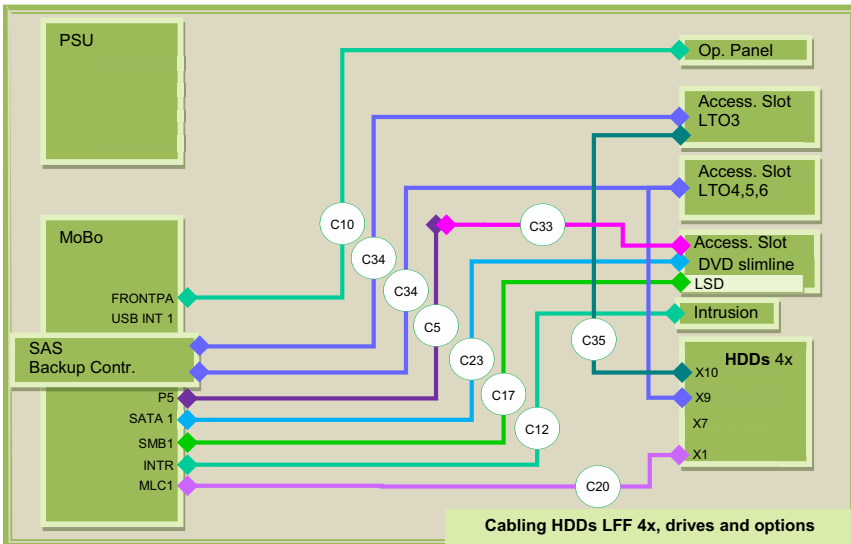 PSU
Op. Panel
Access. Slot
LTO3
Access. Slot
LTO4,5,6
C10
C33
MoBo
C34
Access. Slot
DVD slimline
LSD
C34
FRONTPA
USB INT 1
Intrusion
C5
C35
SAS
Backup Contr.
C23
HDDs 4x
X10
P5
C17
X9
SATA 1
C12
X7
SMB1
INTR
X1
MLC1
C20
Cabling HDDs LFF 4x, drives and options